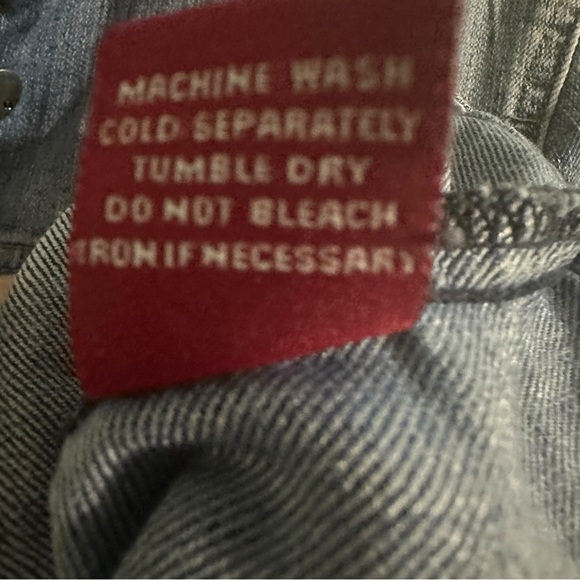 MACHINE WASH
COLD SEPARATELY
TUMBLE DRY
DO NOT BLEACH
IRON IF NECESSARY